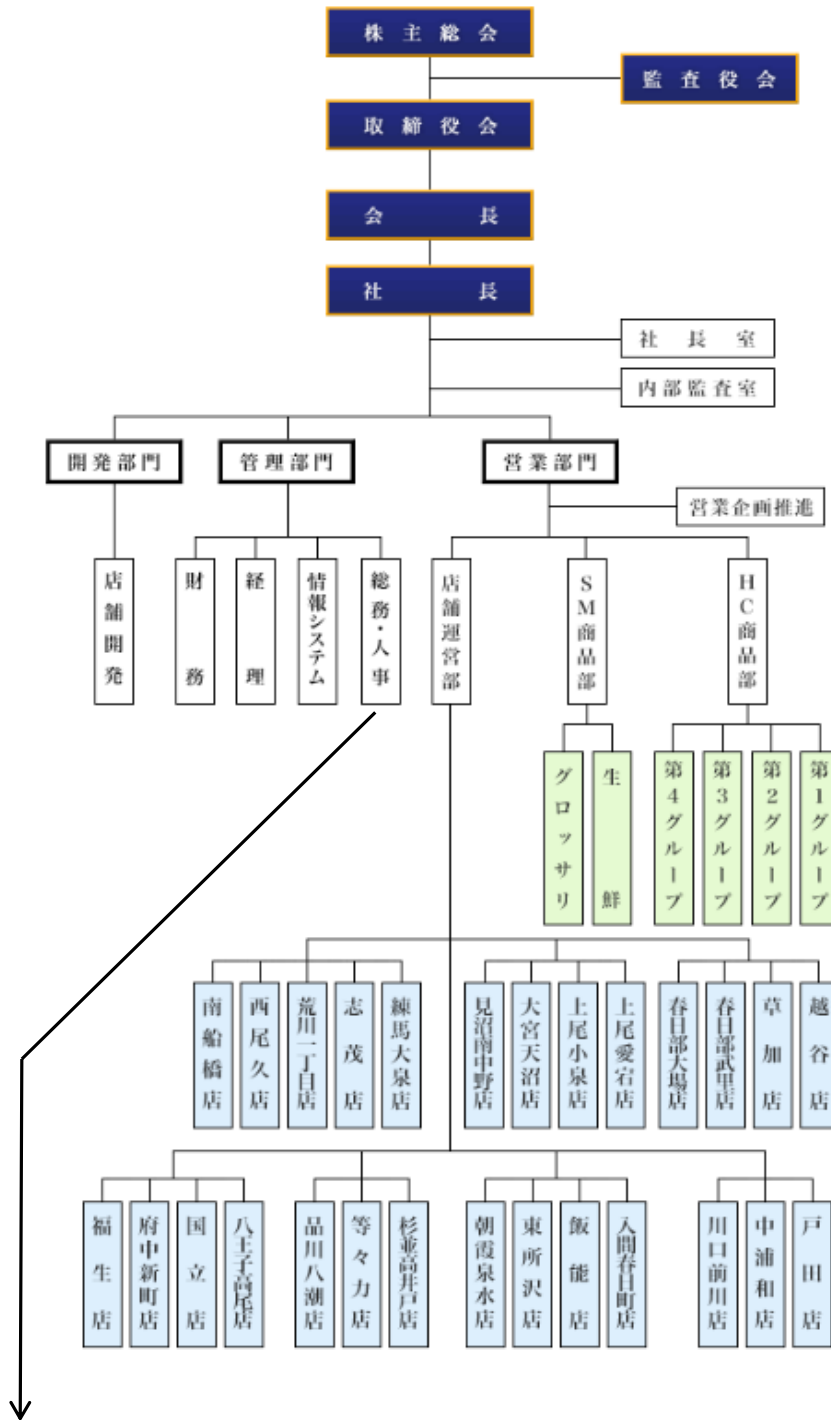 株主総会
監査役会
取締役会
会長
社長
社長室
内部監査室
開発部門
管理部門
営業部門
営業企画推進
店舗開発
財務
経理
情報システム
総務・人事
店舗運営部
SM商品部
HC商品部
グロッサリ
生鮮
第4グループ
第3グループ
第2グループ
第1グループ
南船橋店
西尾久店
荒川一丁目店
志茂店
練馬大泉店
見沼南中野店
大宮天沼店
上尾小泉店
上尾愛宕店
春日部大場店
春日部武里店
草加店
越谷店
福生店
府中新町店
国立店
八王子高尾店
品川八潮店
等々力店
杉並高井戸店
朝霞泉水店
東所沢店
飯能店
入間春日町店
川口前川店
中浦和店
戸田店